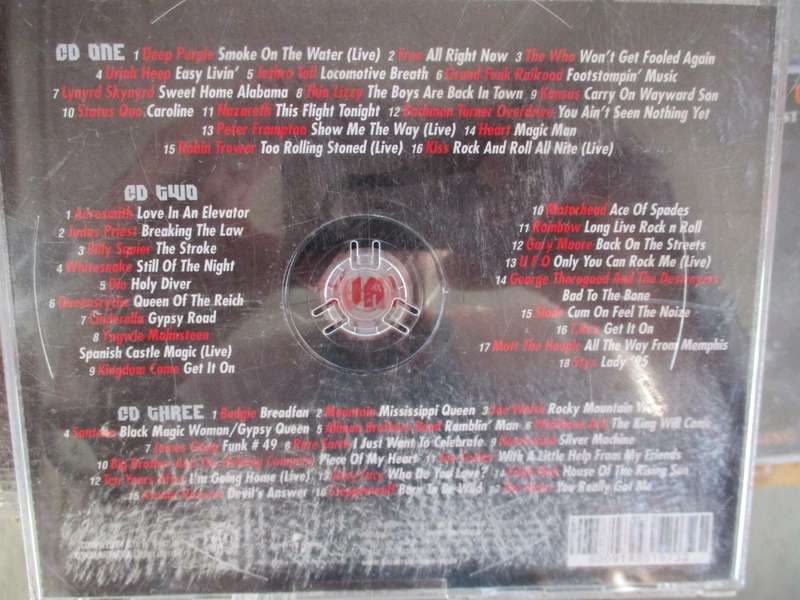 CD ONE 1 Deep Purple Smoke On The Water (Live) 2 Free All Right Now 3 The Who Won't Get Fooled Again
4 Uriah Heep Easy Livin' 5 Jethro Tull Locomotive Breath 6 Grand Funk Railroad Footstompin' Music
7 Lynyrd Skynyrd Sweet Home Alabama 8 Thin Lizzy The Boys Are Back In Town 9 Kansas Carry On Wayward Son
10 Status Quo Caroline 11 Nazareth This Flight Tonight 12 Bachman Turner Overdrive You Ain't Seen Nothing Yet
13 Peter Frampton Show Me The Way (Live) 14 Heart Magic Man
15 Robin Trower Too Rolling Stoned (Live) 16 Kiss Rock And Roll All Nite (Live)
CD TWO
1 Aerosmith Love In An Elevator
2 Judas Priest Breaking The Law
3 Billy Squier The Stroke
4 Whitesnake Still Of The Night
5 Dio Holy Diver
6 Queensryche Queen Of The Reich
7 Cinderella Gypsy Road
8 Yngwie Malmsteen
Spanish Castle Magic (Live)
9 Kingdom Come Get It On
10 Motorhead Ace Of Spades
11 Rainbow Long Live Rock n Roll
12 Gary Moore Back On The Streets
13 U F O Only You Can Rock Me (Live)
14 George Thorogood And The Destroyers
Bad To The Bone
15 Slade Cum On Feel The Noize
16 T.Rex Get It On
17 Mott The Hoople All The Way From Memphis
18 Styx Lady '95
CD THREE 1 Budgie Breadfan 2 Mountain Mississippi Queen 3 Joe Walsh Rocky Mountain Way
4 Santana Black Magic Woman/Gypsy Queen 5 Allman Brothers Band Ramblin' Man 6 Wishbone Ash The King Will Come
7 James Gang Funk # 49 8 Rare Earth I Just Want To Celebrate 9 Hawkwind Silver Machine
10 Big Brother And The Holding Company Piece Of My Heart 11 Joe Cocker With A Little Help From My Friends
12 Ten Years After I'm Going Home (Live) 13 Who Do You Love? 14 House Of The Rising Sun
15 Atomic Rooster Devil's Answer 16 Steppenwolf Born To Be Wild 17 You Really Got Me